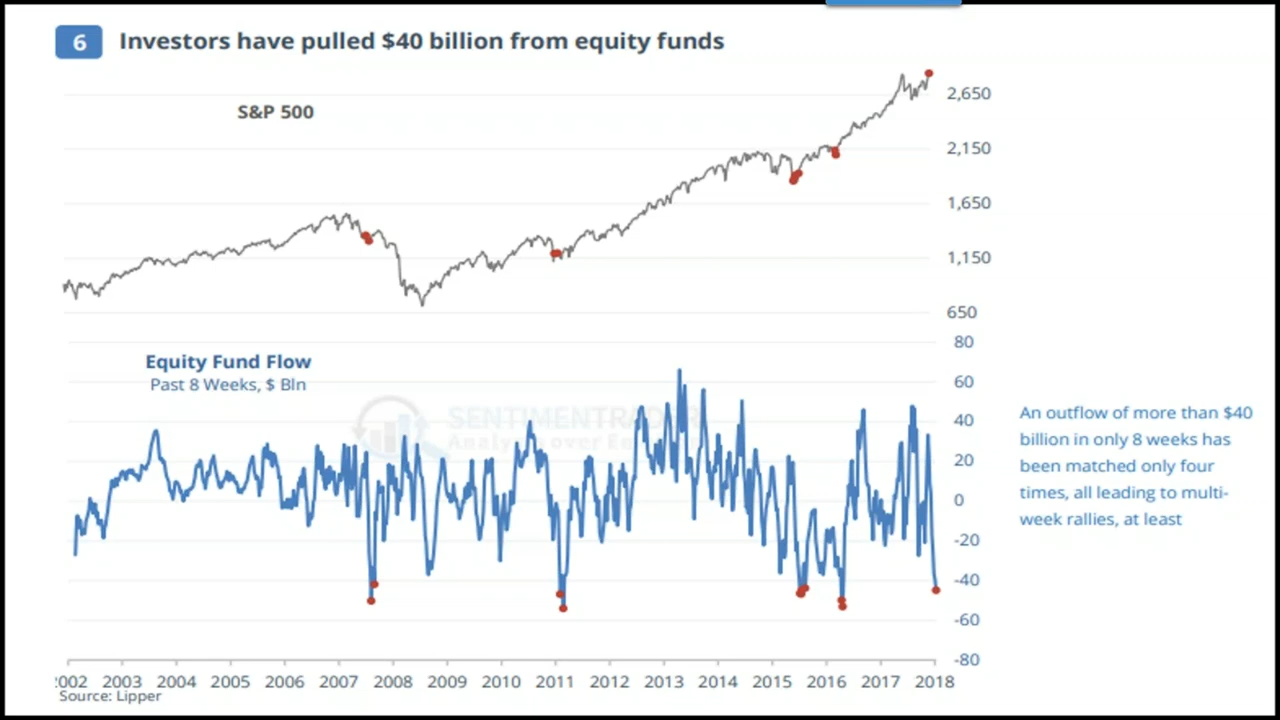 6 Investors have pulled $40 billion from equity funds
S&P 500
2,650
2,150
1,650
1,150
650
Equity Fund Flow
Past 8 Weeks, $ Bln
80
60
40
20
0
-20
-40
-60
-80
SENTIMENTRADER
An outflow of more than $40
billion in only 8 weeks has
been matched only four
times, all leading to multi-
week rallies, at least
2002 2003 2004 2005 2006 2007 2008 2009 2010 2011 2012 2013 2014 2015 2016 2017 2018
Source: Lipper